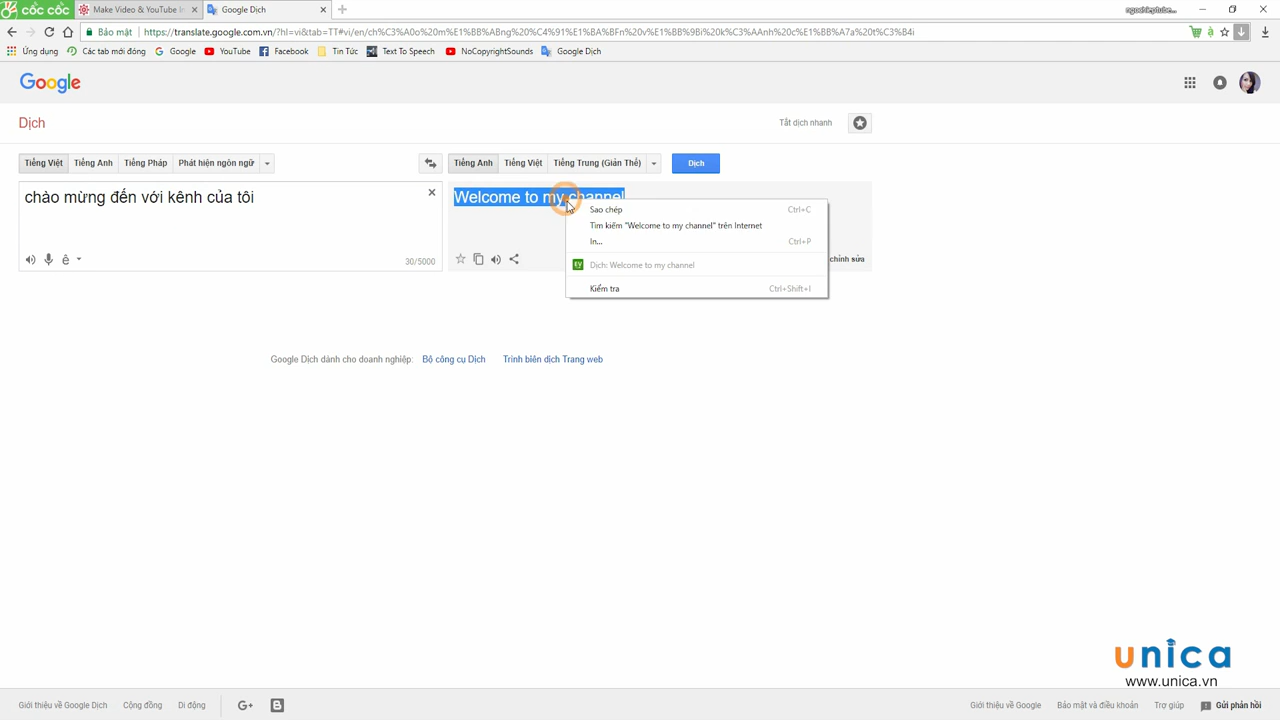 cốc cốc
Make Video & YouTube In
Google Dịch
Bảo mật
https://translate.google.com.vn/?hl=vi&tab=TT#vi/en/ch%C3%A0o%20m%E1%BB%ABng%20%C4%91%E1%BA%BFn%20v%E1%BB%9Bi%20k%C3%AAnh%20c%E1%BB%A7a%20t%C3%B4i
Ứng dụng Các tab mới đóng Google YouTube Facebook Tin Tức Text To Speech NoCopyrightSounds Google Dịch
Google
Dịch
Tắt dịch nhanh
Tiếng Việt Tiếng Anh Tiếng Pháp Phát hiện ngôn ngữ
Tiếng Anh Tiếng Việt Tiếng Trung (Giản Thể) Dịch
chào mừng đến với kênh của tôi
30/5000
Welcome to my channel
Sao chép Ctrl+C
Tìm kiếm "Welcome to my channel" trên Internet
In... Ctrl+P
Dịch: Welcome to my channel
Kiểm tra Ctrl+Shift+I
chỉnh sửa
Google Dịch dành cho doanh nghiệp: Bộ công cụ Dịch Trình biên dịch Trang web
unica
www.unica.vn
Giới thiệu về Google Dịch Cộng đồng Di động G+ B
Giới thiệu về Google Bảo mật và điều khoản Trợ giúp Gửi phản hồi